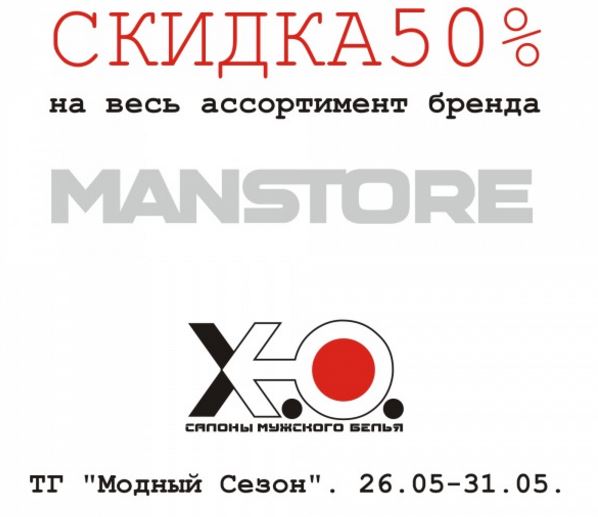 СКИДКА50%
на весь ассортимент бренда
MANSTORE
Х.О.
САЛОНЫ МУЖСКОГО БЕЛЬЯ
ТГ "Модный Сезон". 26.05-31.05.